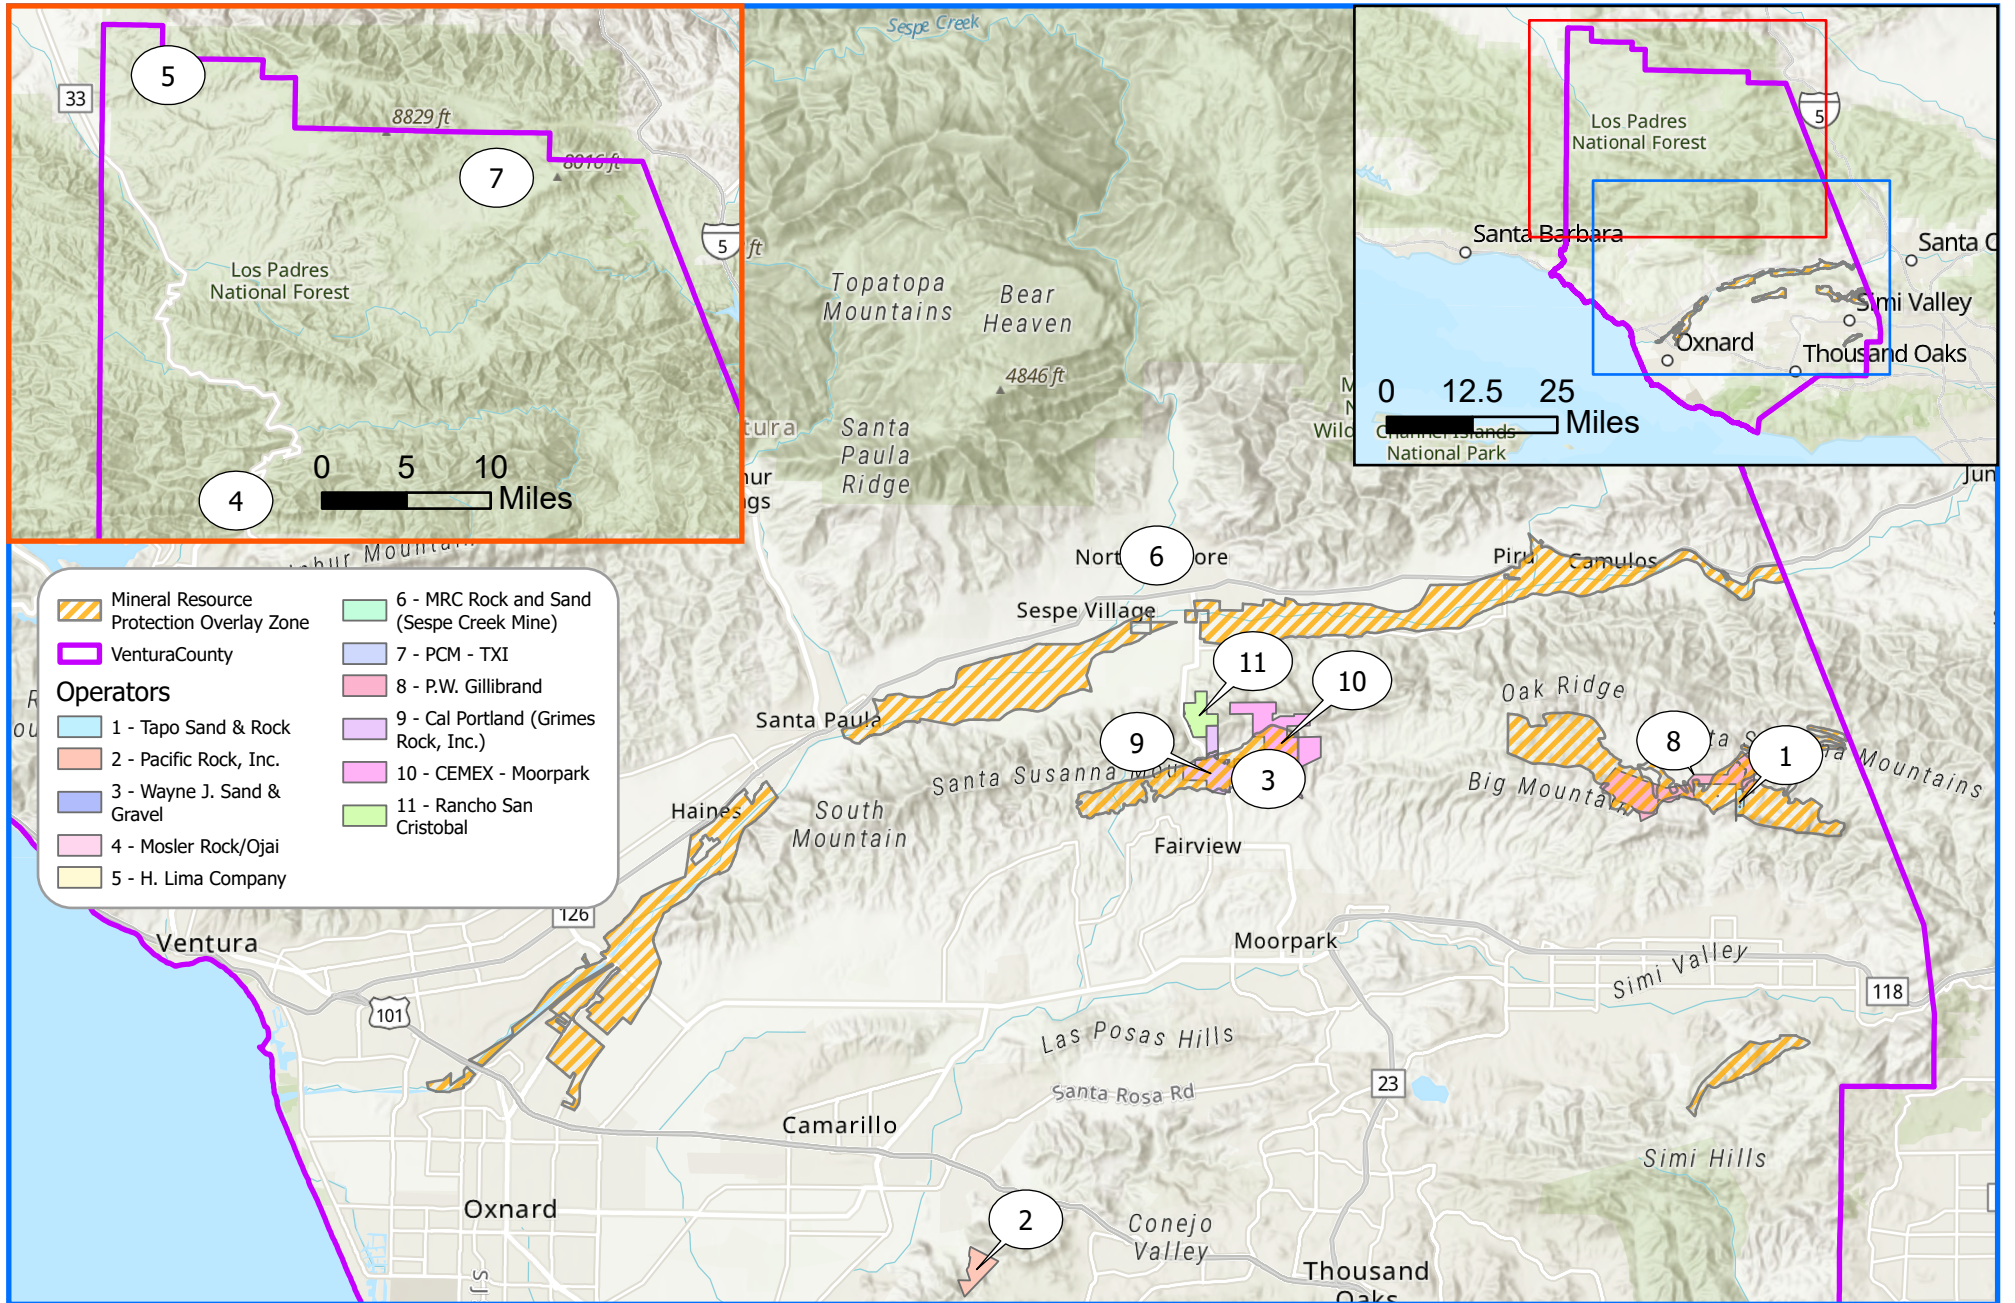 5
33
8829 ft
7
8016 ft
5
Los Padres
National Forest
0 5 10
Miles
4
Sespe Creek
ft
Topatopa
Mountains
Bear
Heaven
4846 ft
Santa
Paula
Ridge
Los Padres
National Forest
5
Santa Barbara
Simi Valley
Oxnard
Thousand Oaks
0 12.5 25
Miles
Channel Islands
National Park
6
Piru
Camulos
Sespe Village
11
10
Oak Ridge
Santa Paula
9
8
1
3
Santa Susanna
Big Mountain
Mountains
Haines
South
Mountain
Fairview
Mineral Resource
Protection Overlay Zone
VenturaCounty
Operators
1 - Tapo Sand & Rock
2 - Pacific Rock, Inc.
3 - Wayne J. Sand &
Gravel
4 - Mosler Rock/Ojai
5 - H. Lima Company
6 - MRC Rock and Sand
(Sespe Creek Mine)
7 - PCM - TXI
8 - P.W. Gillibrand
9 - Cal Portland (Grimes
Rock, Inc.)
10 - CEMEX - Moorpark
11 - Rancho San
Cristobal
126
Ventura
Moorpark
Simi Valley
118
101
Las Posas Hills
Santa Rosa Rd
23
Camarillo
Simi Hills
Oxnard
2
Conejo
Valley
Thousand
Oaks